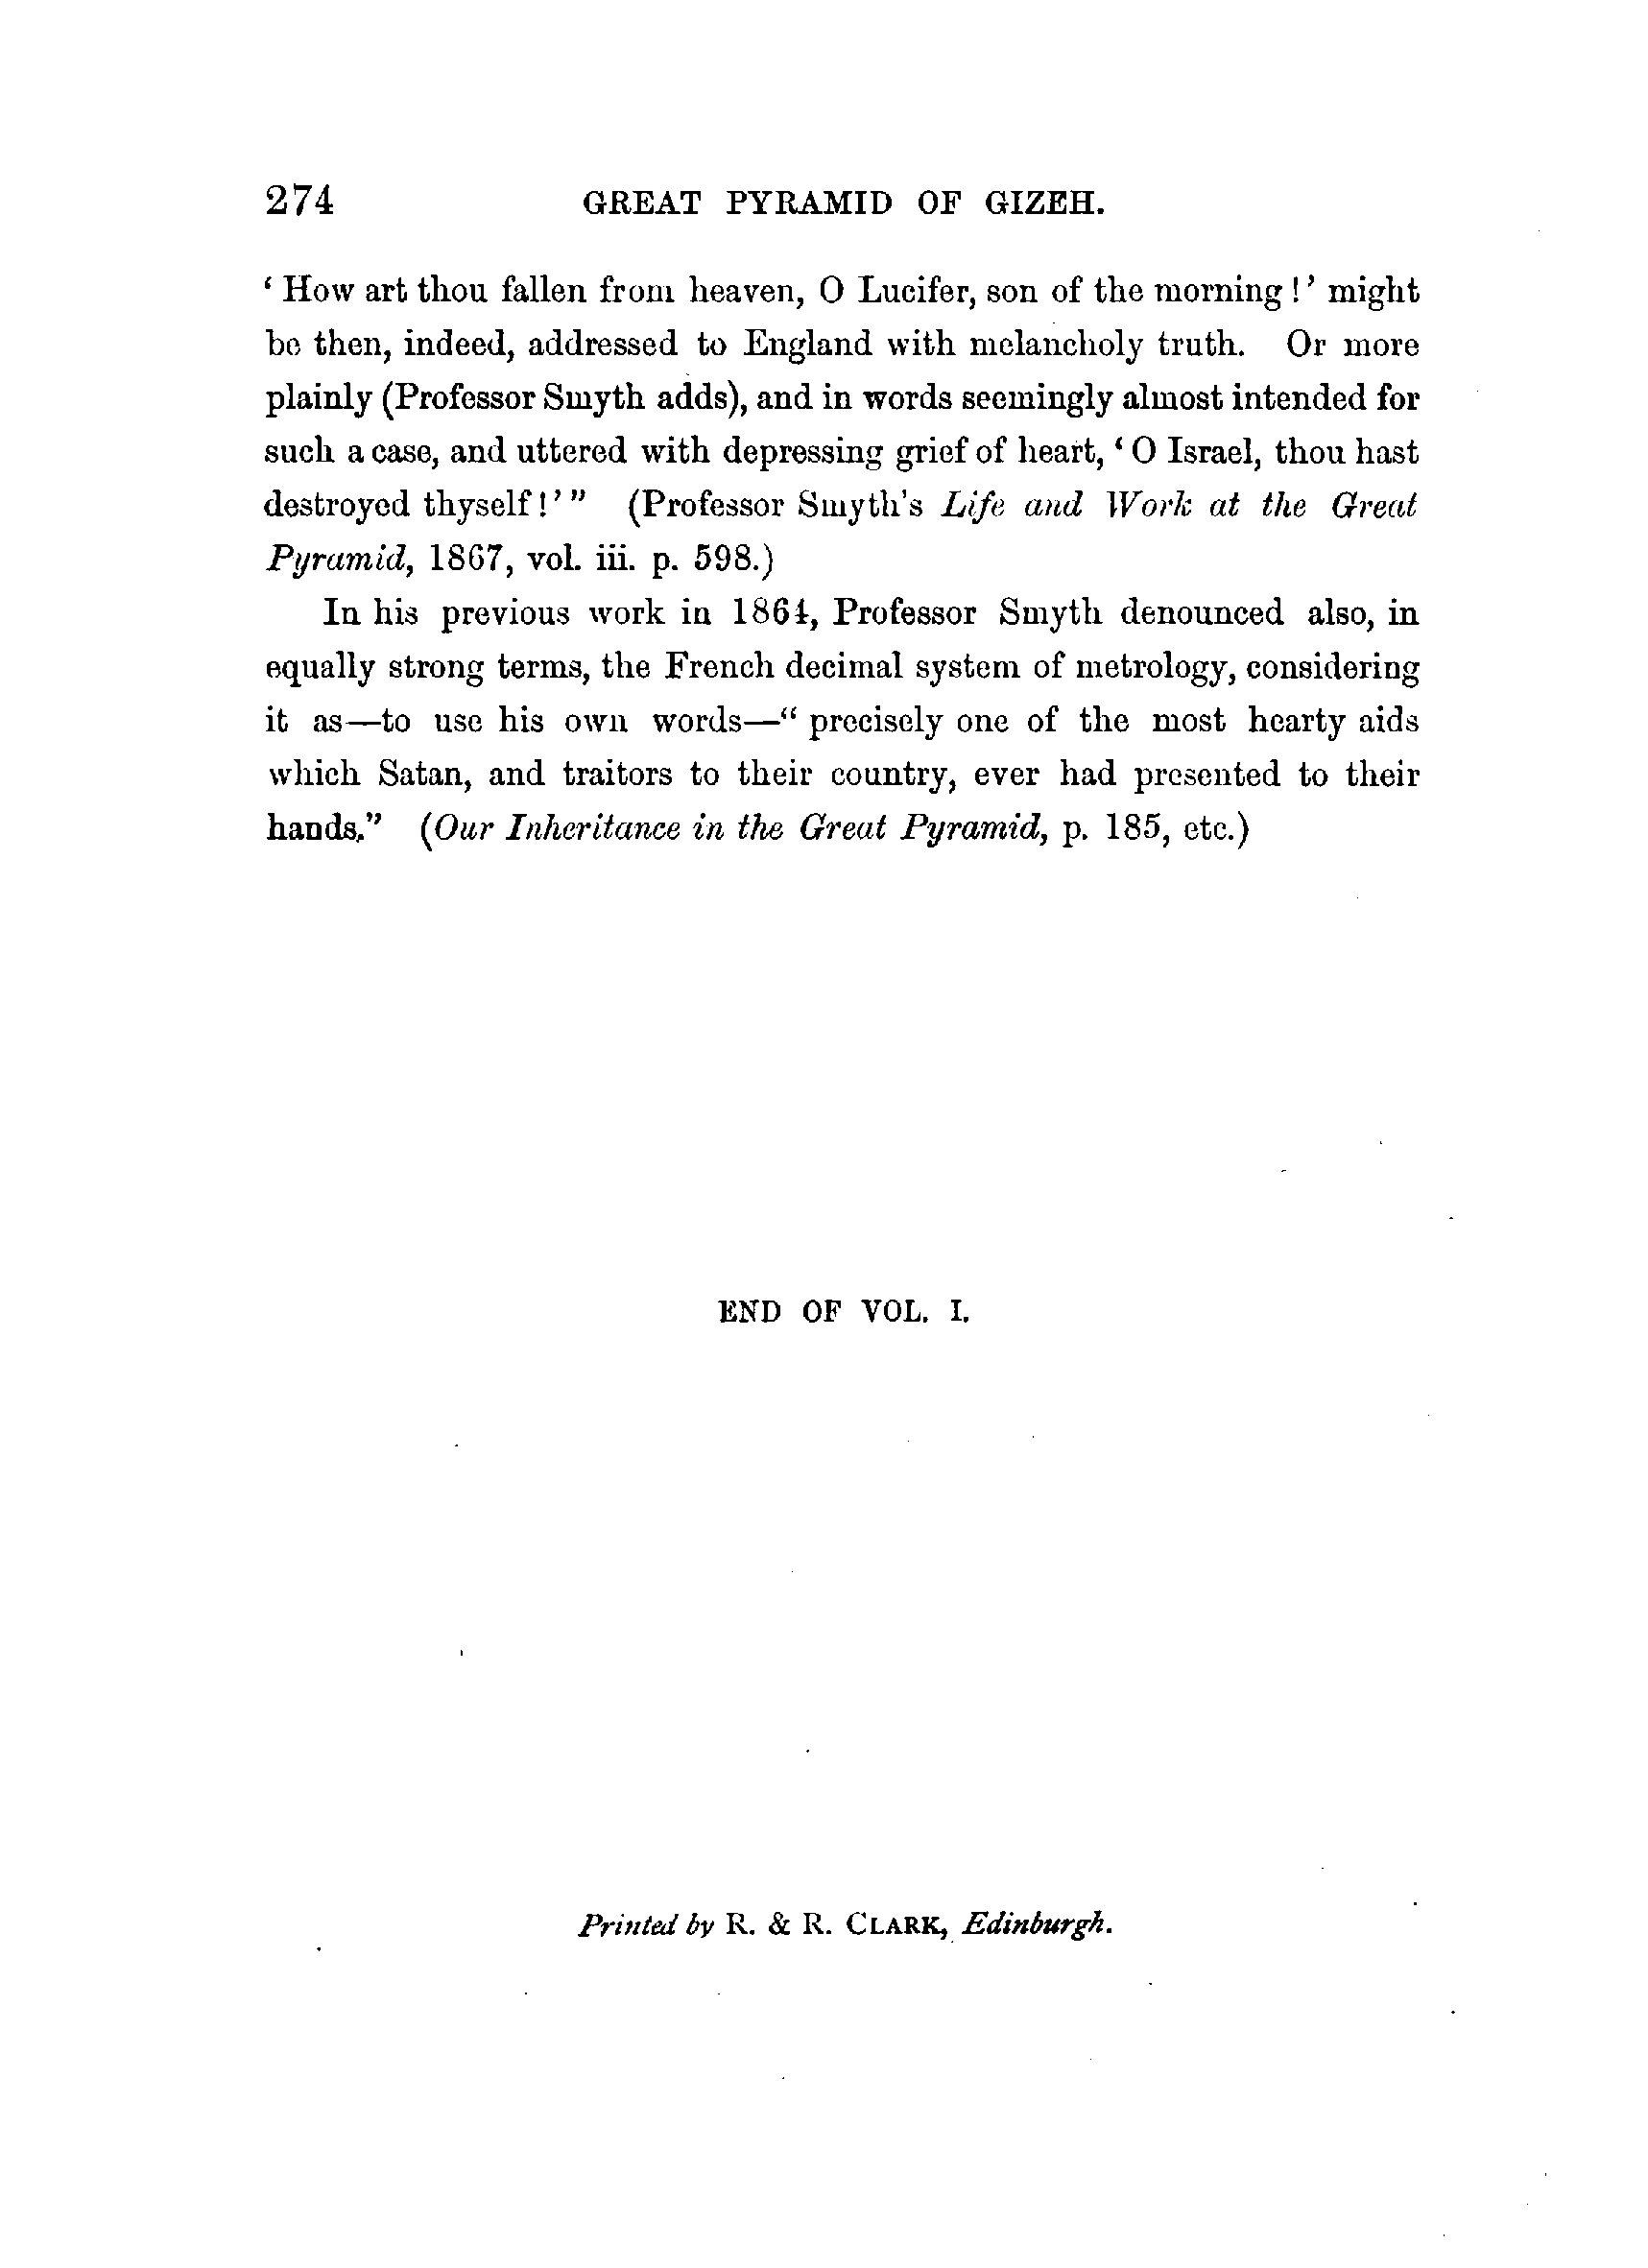 274 GREAT PYRAMID OF GIZEH.
‘ How art thou fallen from heaven, O Lucifer, son of the morning !’ might
be then, indeed, addressed to England with melancholy truth. Or more
plainly (Professor Smyth adds), and in words seemingly almost intended for
such a case, and uttered with depressing grief of heart, ‘ O Israel, thou hast
destroyed thyself !’ ” (Professor Smyth’s Life and Work at the Great
Pyramid, 1867, vol. iii. p. 598.)
In his previous work in 1864, Professor Smyth denounced also, in
equally strong terms, the French decimal system of metrology, considering
it as—to use his own words—“ precisely one of the most hearty aids
which Satan, and traitors to their country, ever had presented to their
hands.” (Our Inheritance in the Great Pyramid, p. 185, etc.)
END OF VOL. I.
Printed by R. & R. CLARK, Edinburgh.